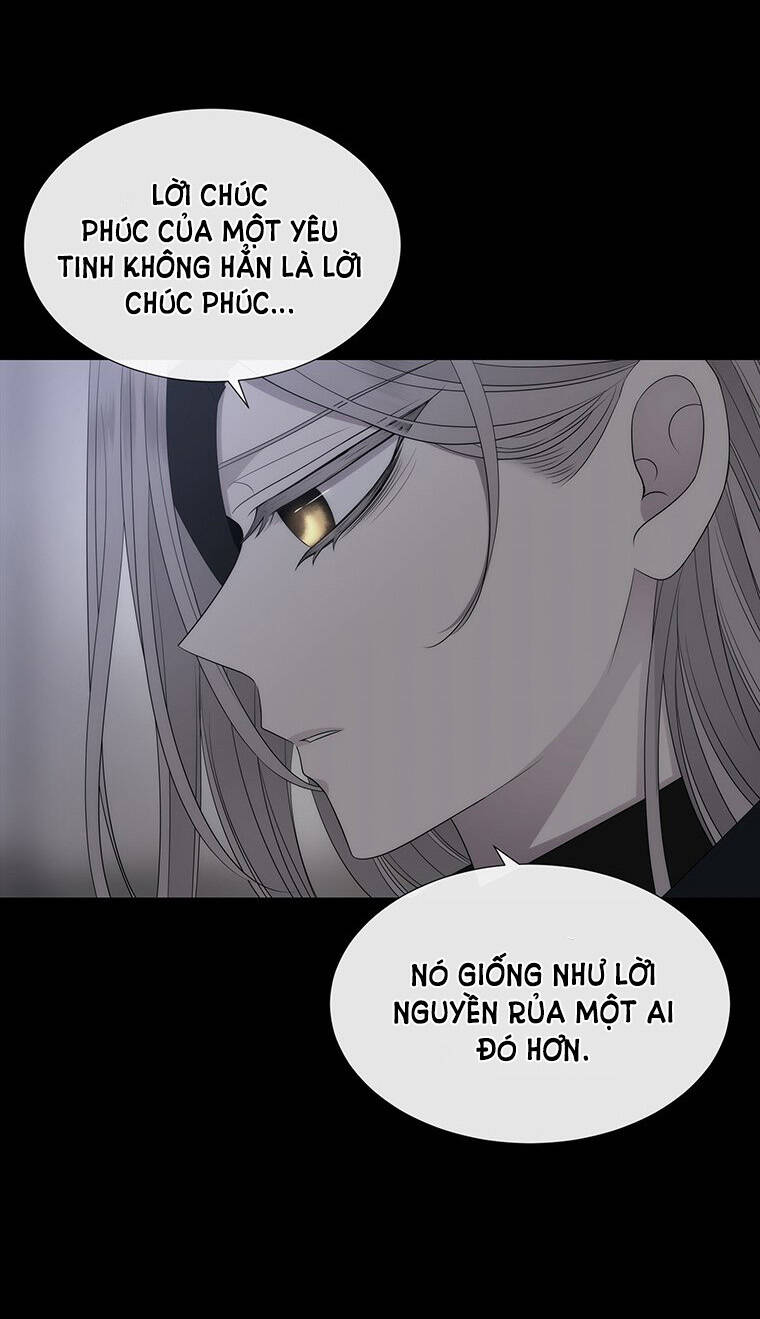 LỜI CHÚC
PHÚC CỦA MỘT YÊU
TINH KHÔNG HẲN LÀ LỜI
CHÚC PHÚC...
NÓ GIỐNG NHƯ LỜI
NGUYỀN RỦA MỘT AI
ĐÓ HƠN.